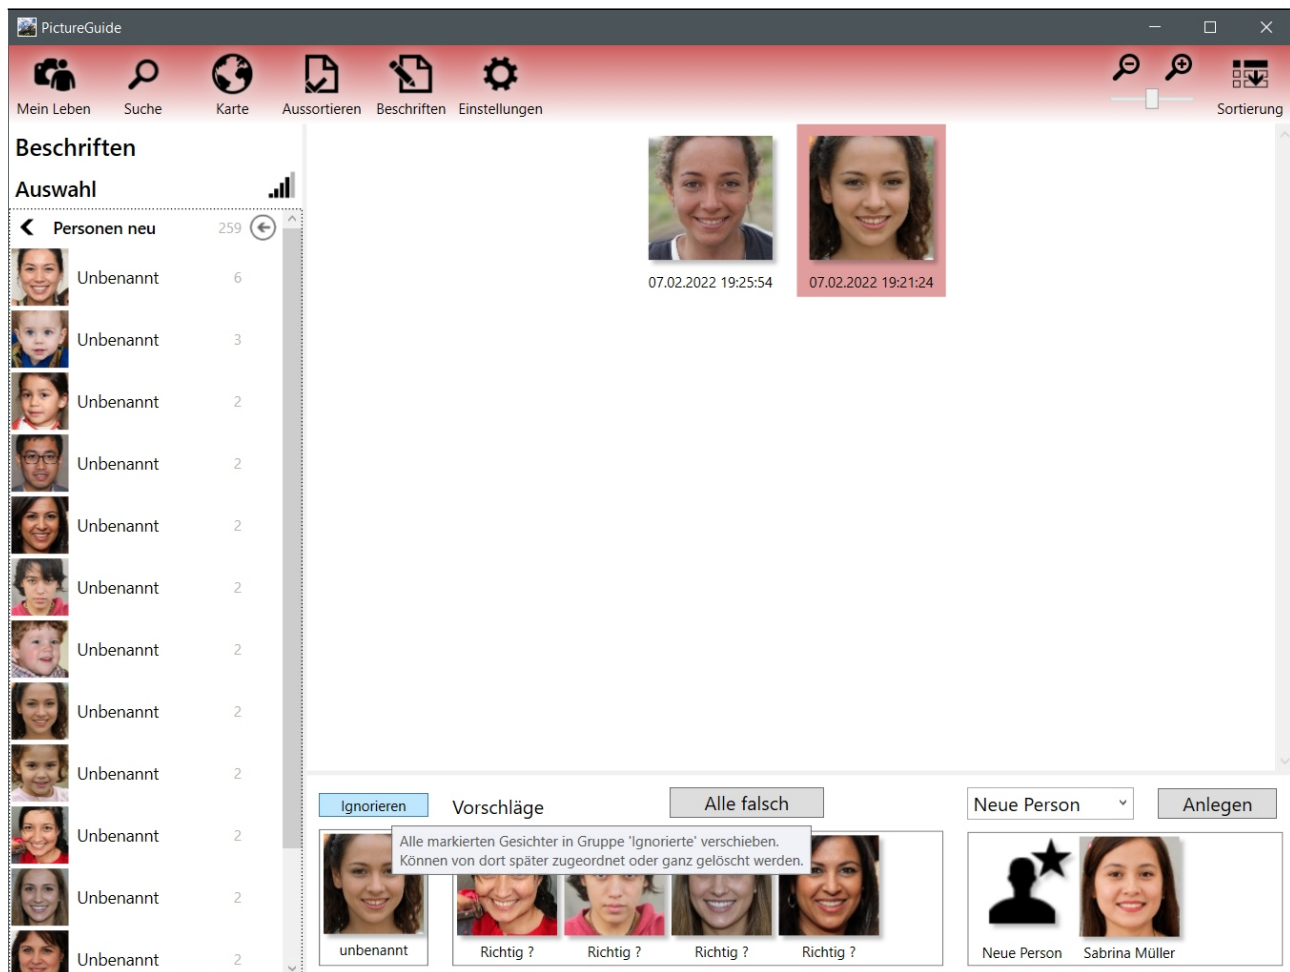 PictureGuide
Mein Leben
Suche
Karte
Aussortieren
Beschriften
Einstellungen
Sortierung
Beschriften
Auswahl
Personen neu 259
Unbenannt 6
Unbenannt 3
Unbenannt 2
Unbenannt 2
Unbenannt 2
Unbenannt 2
Unbenannt 2
Unbenannt 2
Unbenannt 2
Unbenannt 2
Unbenannt 2
Unbenannt 2
07.02.2022 19:25:54
07.02.2022 19:21:24
Ignorieren
Vorschläge
Alle falsch
Neue Person
Anlegen
Alle markierten Gesichter in Gruppe 'Ignorierte' verschieben.
Können von dort später zugeordnet oder ganz gelöscht werden.
unbenannt
Richtig ?
Richtig ?
Richtig ?
Richtig ?
Neue Person
Sabrina Müller